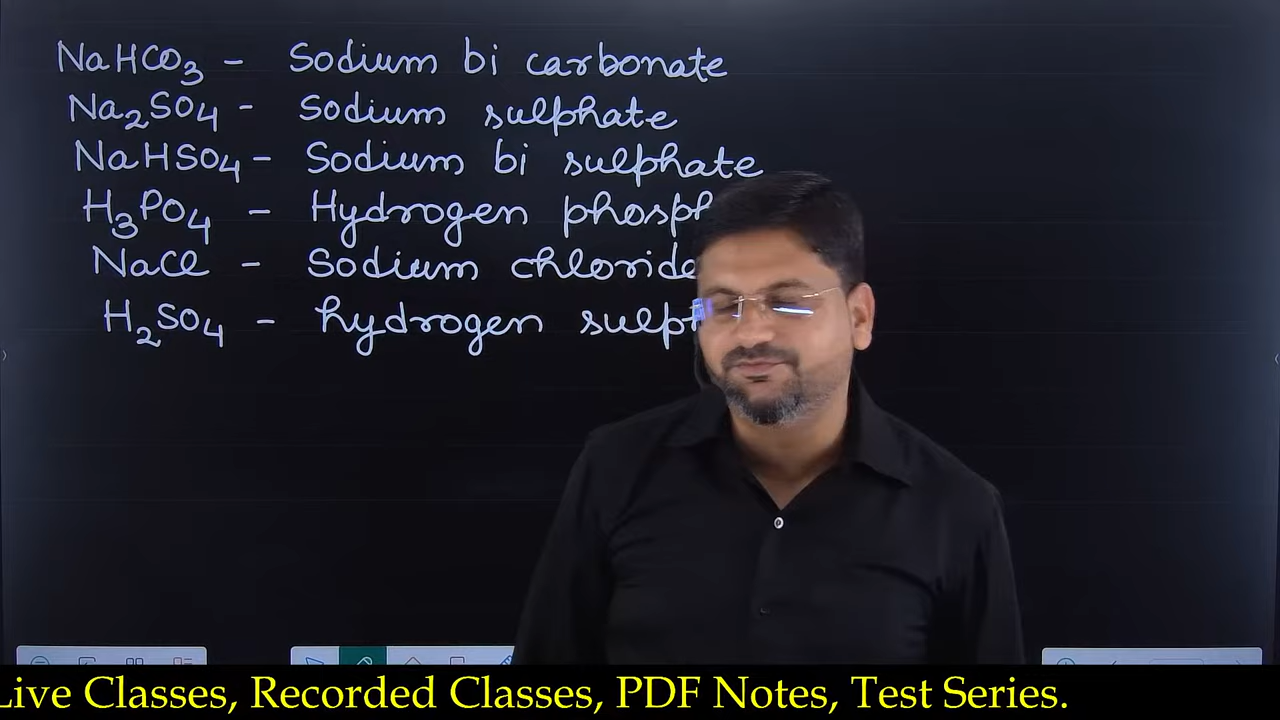 NaHCO₃ - Sodium bi carbonate
Na₂SO₄ - Sodium sulphate
NaHSO₄ - Sodium bi sulphate
H₃PO₄ - Hydrogen
NaCl - Sodium chloride
H₂SO₄ - hydrogen
Live Classes, Recorded Classes, PDF Notes, Test Series.